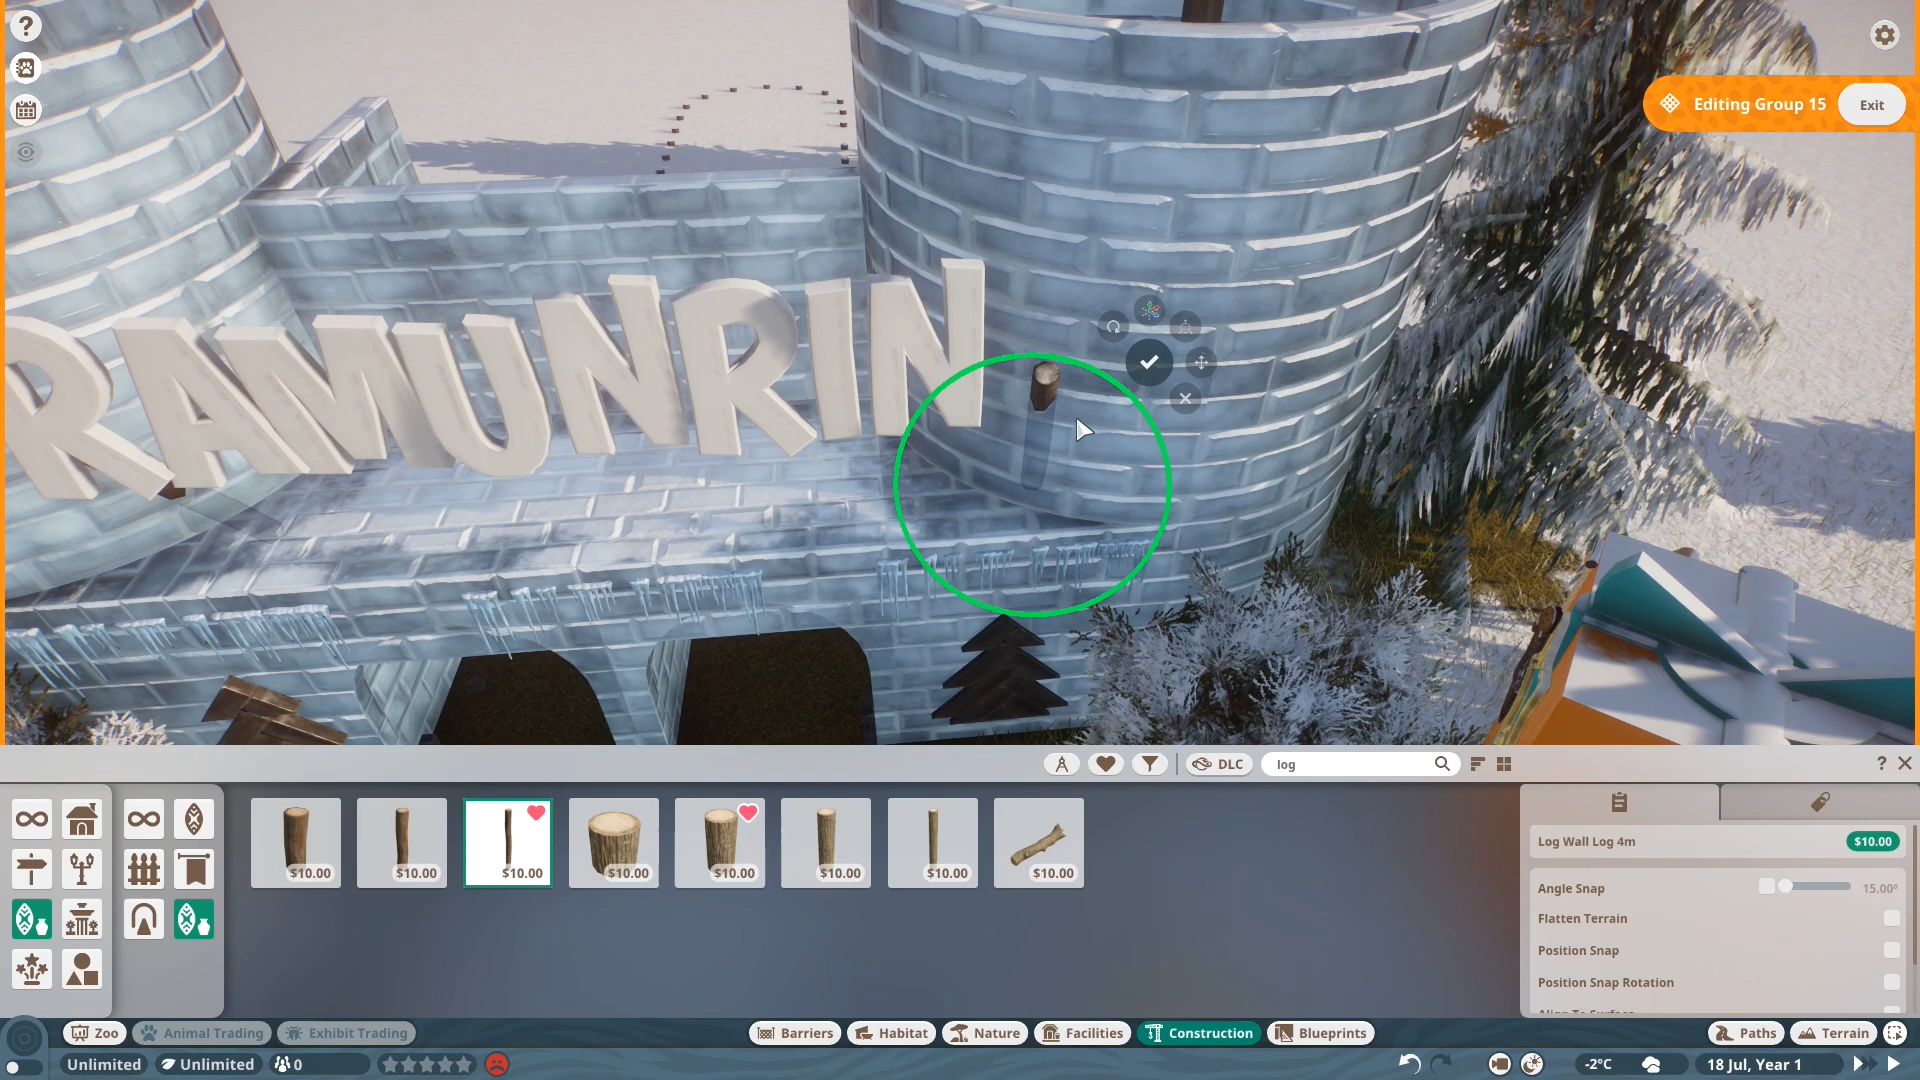 Editing Group 15 Exit
RAMUNRIN
DLC log
$10.00 $10.00 $10.00 $10.00 $10.00 $10.00 $10.00 $10.00
Log Wall Log 4m $10.00
Angle Snap 15.00°
Flatten Terrain
Position Snap
Position Snap Rotation
Zoo Animal Trading Exhibit Trading Barriers Habitat Nature Facilities Construction Blueprints Paths Terrain
Unlimited Unlimited 0 -2°C 18 Jul, Year 1